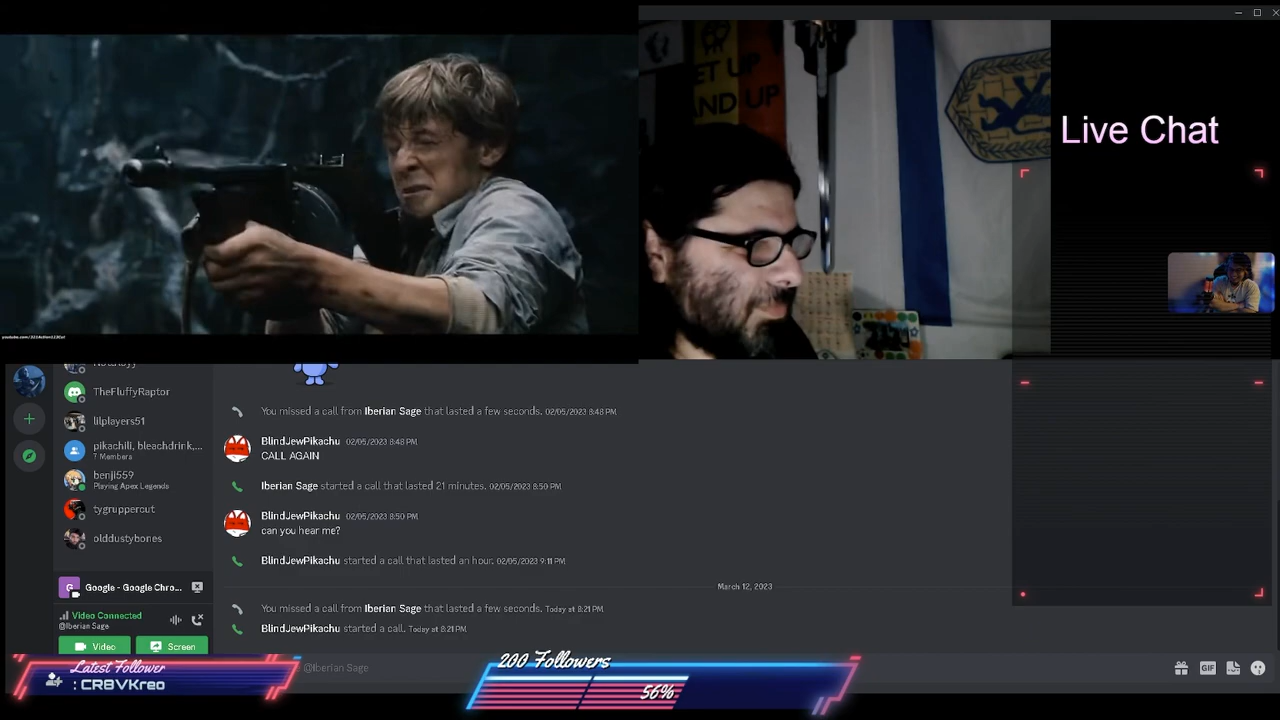 ET UP
AND UP
Live Chat
TheFluffyRaptor
lilplayers51
pikachili, bleachdrink,...
7 Members
benji559
Playing Apex Legends
tygruppercut
olddustybones
Google - Google Chro...
Video Connected
@Iberian Sage
Video
Screen
You missed a call from Iberian Sage that lasted a few seconds. 02/05/2023 8:48 PM
BlindJewPikachu 02/05/2023 8:48 PM
CALL AGAIN
Iberian Sage started a call that lasted 21 minutes. 02/05/2023 8:50 PM
BlindJewPikachu 02/05/2023 8:50 PM
can you hear me?
BlindJewPikachu started a call that lasted an hour. 02/05/2023 9:11 PM
March 12, 2023
You missed a call from Iberian Sage that lasted a few seconds. Today at 8:21 PM
BlindJewPikachu started a call. Today at 8:21 PM
@Iberian Sage
GIF
Latest Follower
: CR8VKreo
200 Followers
56%